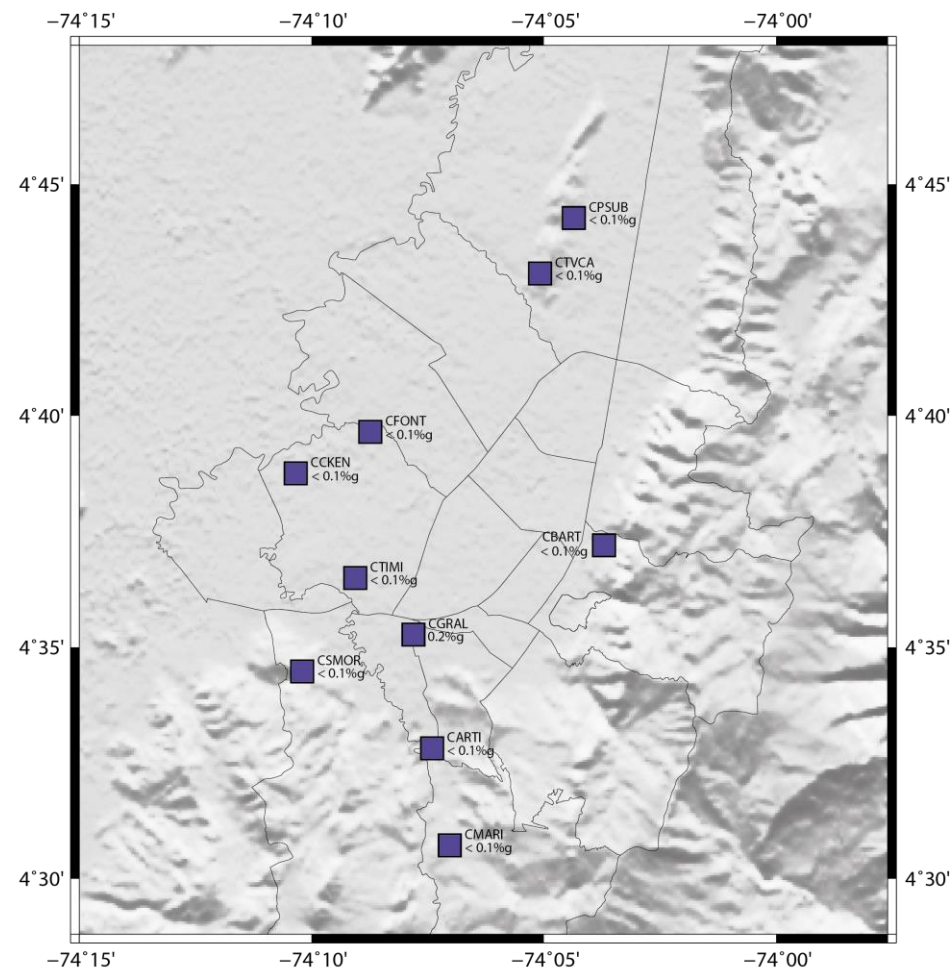 −74˚15'
−74˚10'
−74˚05'
−74˚00'
4˚45'
4˚45'
CPSUB
< 0.1%g
CTVCA
< 0.1%g
4˚40'
4˚40'
CFONT
< 0.1%g
CCKEN
< 0.1%g
CBART
< 0.1%g
CTIMI
< 0.1%g
CGRAL
0.2%g
4˚35'
4˚35'
CSMOR
< 0.1%g
CARTI
< 0.1%g
CMARI
< 0.1%g
4˚30'
4˚30'
−74˚15'
−74˚10'
−74˚05'
−74˚00'